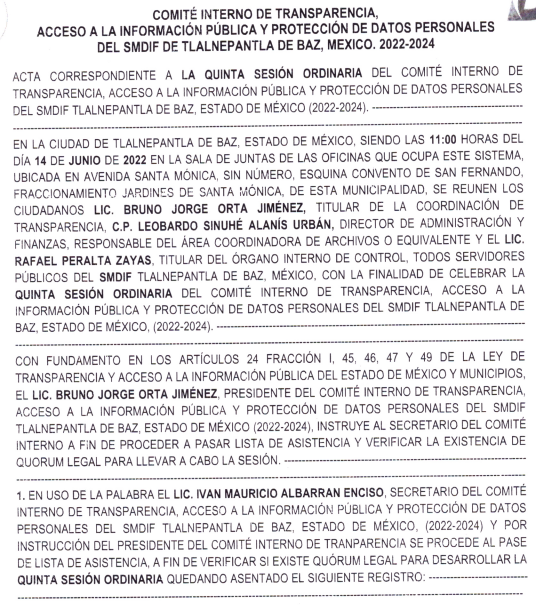 COMITÉ INTERNO DE TRANSPARENCIA,
ACCESO A LA INFORMACIÓN PÚBLICA Y PROTECCIÓN DE DATOS PERSONALES
DEL SMDIF DE TLALNEPANTLA DE BAZ, MEXICO. 2022-2024
ACTA CORRESPONDIENTE A LA QUINTA SESIÓN ORDINARIA DEL COMITÉ INTERNO DE
TRANSPARENCIA, ACCESO A LA INFORMACIÓN PÚBLICA Y PROTECCIÓN DE DATOS PERSONALES
DEL SMDIF TLALNEPANTLA DE BAZ, ESTADO DE MÉXICO (2022-2024). ------------------------------
EN LA CIUDAD DE TLALNEPANTLA DE BAZ, ESTADO DE MÉXICO, SIENDO LAS 11:00 HORAS DEL
DÍA 14 DE JUNIO DE 2022 EN LA SALA DE JUNTAS DE LAS OFICINAS QUE OCUPA ESTE SISTEMA,
UBICADA EN AVENIDA SANTA MÓNICA, SIN NÚMERO, ESQUINA CONVENTO DE SAN FERNANDO,
FRACCIONAMIENTO JARDINES DE SANTA MÓNICA, DE ESTA MUNICIPALIDAD, SE REUNEN LOS
CIUDADANOS LIC. BRUNO JORGE ORTA JIMÉNEZ, TITULAR DE LA COORDINACIÓN DE
TRANSPARENCIA, C.P. LEOBARDO SINUHÉ ALANÍS URBÁN, DIRECTOR DE ADMINISTRACIÓN Y
FINANZAS, RESPONSABLE DEL ÁREA COORDINADORA DE ARCHIVOS O EQUIVALENTE Y EL LIC.
RAFAEL PERALTA ZAYAS, TITULAR DEL ÓRGANO INTERNO DE CONTROL, TODOS SERVIDORES
PÚBLICOS DEL SMDIF TLALNEPANTLA DE BAZ, MÉXICO, CON LA FINALIDAD DE CELEBRAR LA
QUINTA SESIÓN ORDINARIA DEL COMITÉ INTERNO DE TRANSPARENCIA, ACCESO A LA
INFORMACIÓN PÚBLICA Y PROTECCIÓN DE DATOS PERSONALES DEL SMDIF TLALNEPANTLA DE
BAZ, ESTADO DE MÉXICO, (2022-2024). ------------------------------
CON FUNDAMENTO EN LOS ARTÍCULOS 24 FRACCIÓN I, 45, 46, 47 Y 49 DE LA LEY DE
TRANSPARENCIA Y ACCESO A LA INFORMACIÓN PÚBLICA DEL ESTADO DE MÉXICO Y MUNICIPIOS,
EL LIC. BRUNO JORGE ORTA JIMÉNEZ, PRESIDENTE DEL COMITÉ INTERNO DE TRANSPARENCIA,
ACCESO A LA INFORMACIÓN PÚBLICA Y PROTECCIÓN DE DATOS PERSONALES DEL SMDIF
TLALNEPANTLA DE BAZ, ESTADO DE MÉXICO (2022-2024), INSTRUYE AL SECRETARIO DEL COMITÉ
INTERNO A FIN DE PROCEDER A PASAR LISTA DE ASISTENCIA Y VERIFICAR LA EXISTENCIA DE
QUORUM LEGAL PARA LLEVAR A CABO LA SESIÓN. ------------------------------
1. EN USO DE LA PALABRA EL LIC. IVAN MAURICIO ALBARRAN ENCISO, SECRETARIO DEL COMITÉ
INTERNO DE TRANSPARENCIA, ACCESO A LA INFORMACIÓN PÚBLICA Y PROTECCIÓN DE DATOS
PERSONALES DEL SMDIF TLALNEPANTLA DE BAZ, ESTADO DE MÉXICO, (2022-2024) Y POR
INSTRUCCIÓN DEL PRESIDENTE DEL COMITÉ INTERNO DE TRANPARENCIA SE PROCEDE AL PASE
DE LISTA DE ASISTENCIA, A FIN DE VERIFICAR SI EXISTE QUÓRUM LEGAL PARA DESARROLLAR LA
QUINTA SESIÓN ORDINARIA QUEDANDO ASENTADO EL SIGUIENTE REGISTRO: --------------------